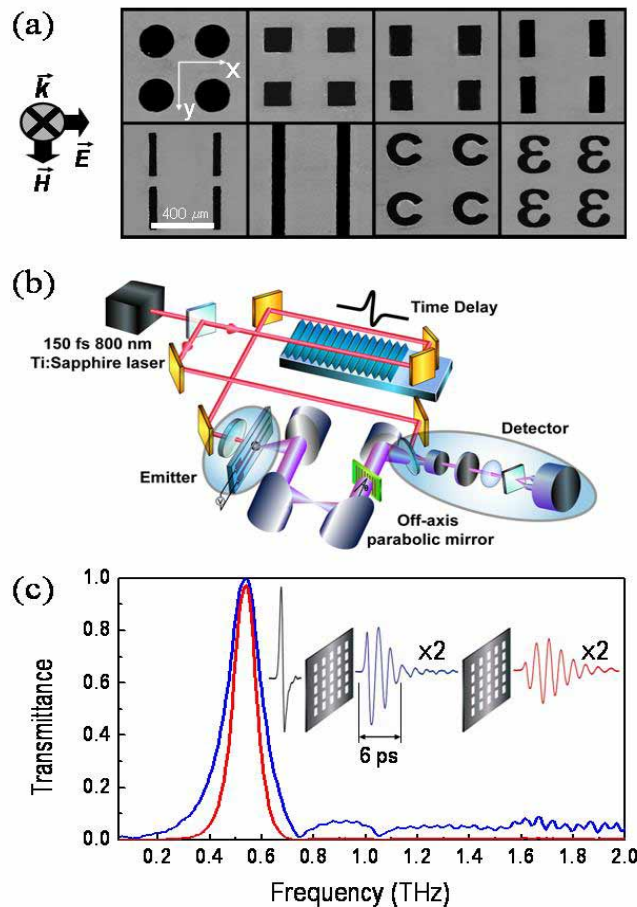 (a)
k
E
H
x
y
400 μm
(b)
150 fs 800 nm
Ti:Sapphire laser
Time Delay
Emitter
Detector
Off-axis
parabolic mirror
(c)
Transmittance
1.0
0.8
0.6
0.4
0.2
0.0
x2
x2
6 ps
0.2 0.4 0.6 0.8 1.0 1.2 1.4 1.6 1.8 2.0
Frequency (THz)